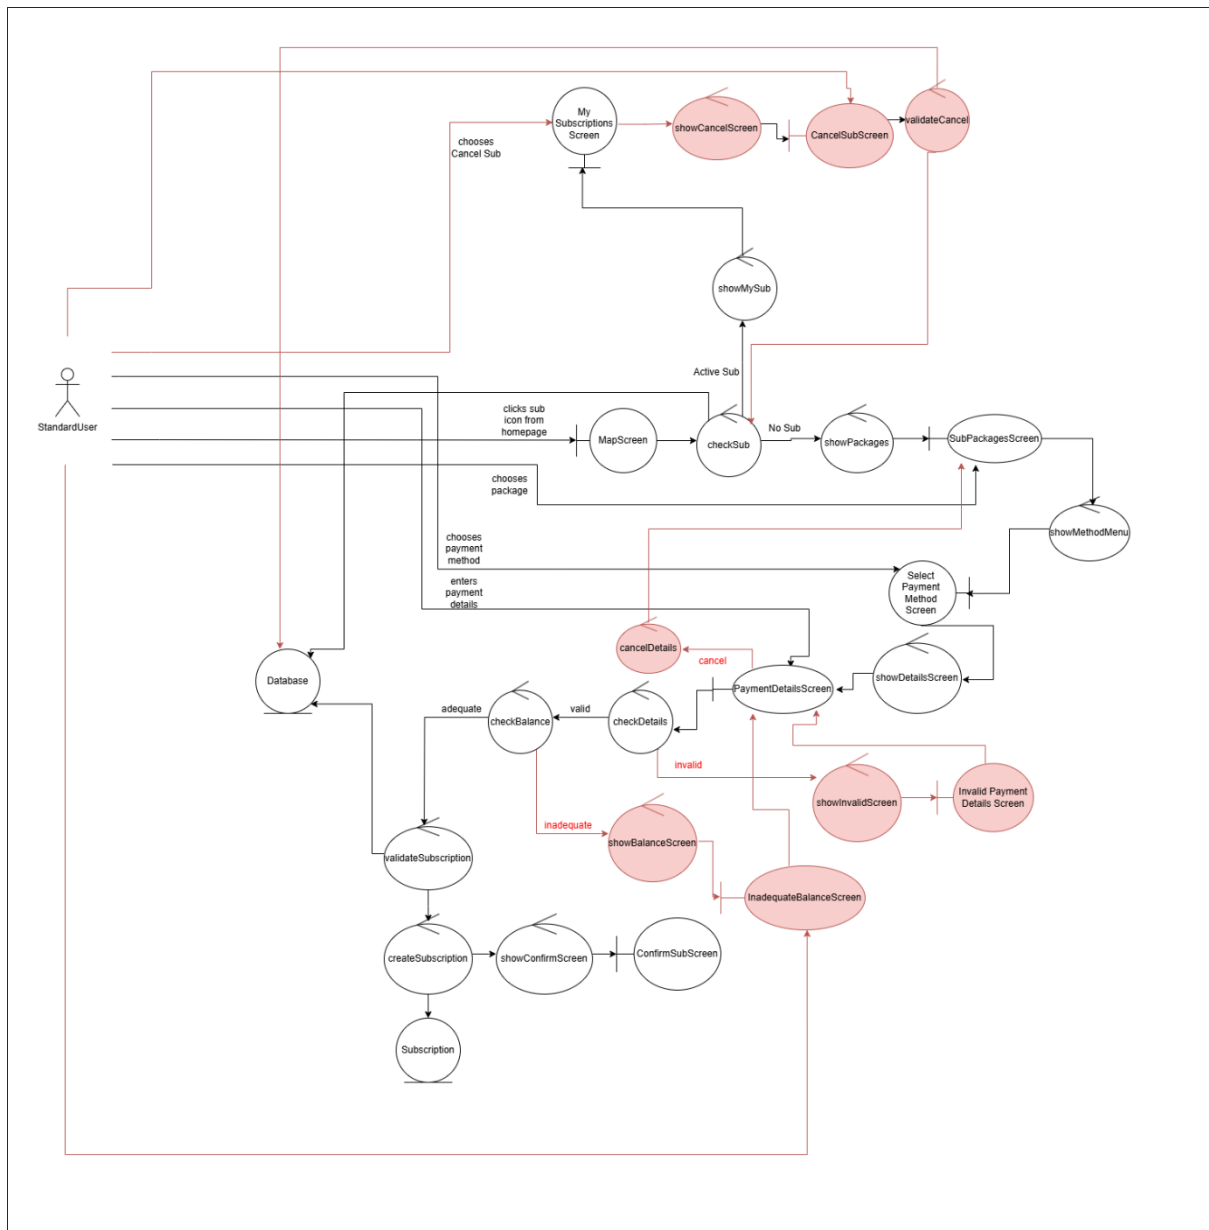 My
Subscriptions
Screen
showCancelScreen
CancelSubScreen
validateCancel
chooses
Cancel Sub
showMySub
Active Sub
StandardUser
clicks sub
icon from
homepage
MapScreen
checkSub
No Sub
showPackages
SubPackagesScreen
chooses
package
showMethodMenu
chooses
payment
method
Select
Payment
Method
Screen
enters
payment
details
cancelDetails
cancel
showDetailsScreen
Database
PaymentDetailsScreen
adequate
checkBalance
valid
checkDetails
invalid
showInvalidScreen
Invalid Payment
Details Screen
inadequate
showBalanceScreen
validateSubscription
InadequateBalanceScreen
createSubscription
showConfirmScreen
ConfirmSubScreen
Subscription